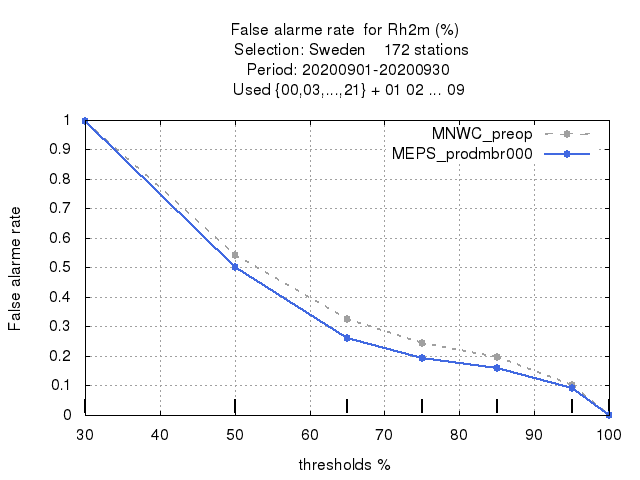 False alarme rate  for Rh2m (%)
Selection: Sweden    172 stations
Period: 20200901-20200930
Used {00,03,...,21} + 01 02 ... 09
MNWC_preop
MEPS_prodmbr000
1
0.9
0.8
0.7
0.6
0.5
0.4
0.3
0.2
0.1
0
False alarme rate
30 40 50 60 70 80 90 100
thresholds %